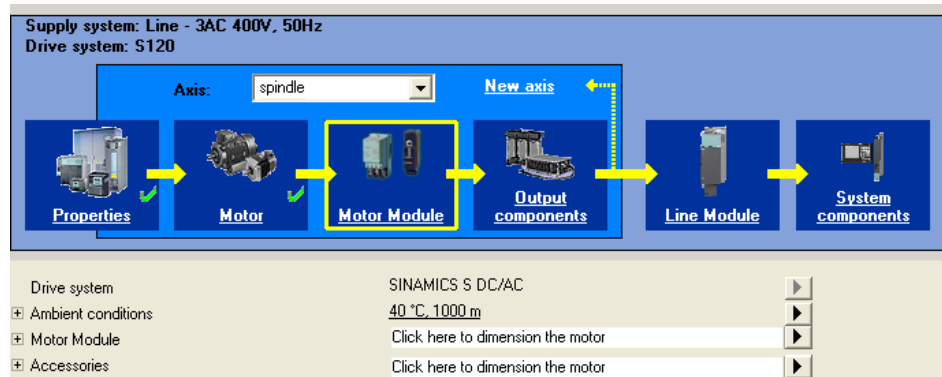 Supply system: Line - 3AC 400V, 50Hz
Drive system: S120
Axis: spindle New axis
Properties Motor Motor Module Output components Line Module System components
Drive system SINAMICS S DC/AC
Ambient conditions 40 °C, 1000 m
Motor Module Click here to dimension the motor
Accessories Click here to dimension the motor